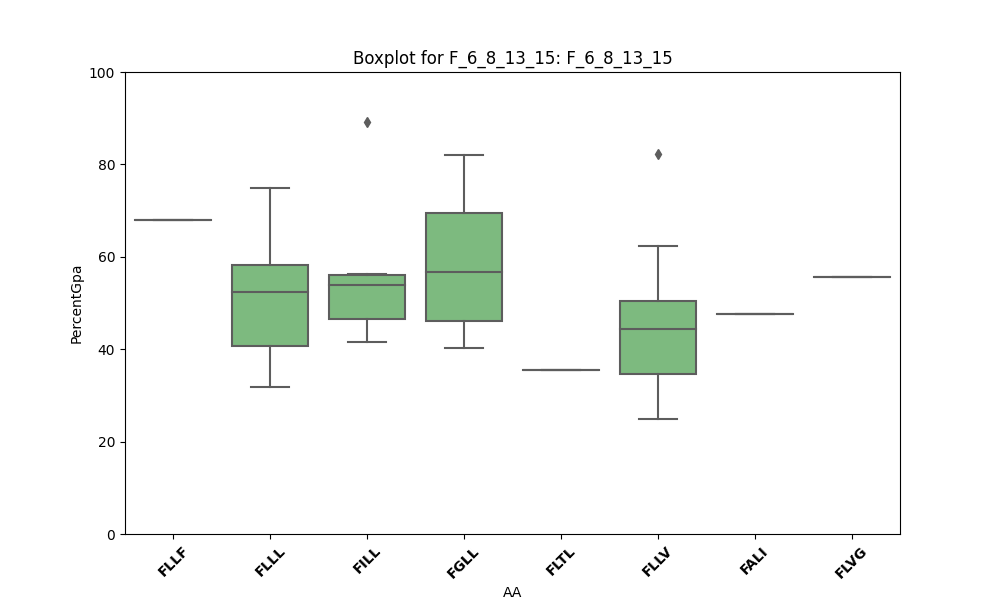 Boxplot for F_6_8_13_15: F_6_8_13_15
100
80
60
40
20
0
PercentGpa
FLLF
FLLL
FILL
FGLL
FLTL
FLLV
FALI
FLVG
AA